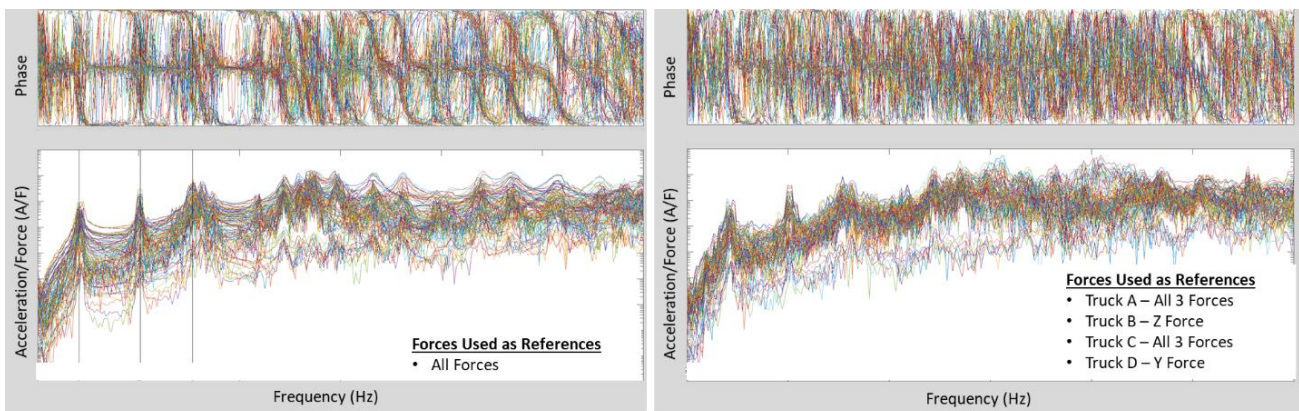 Phase
Acceleration/Force (A/F)
Forces Used as References
• All Forces
Frequency (Hz)
Phase
Acceleration/Force (A/F)
Forces Used as References
• Truck A – All 3 Forces
• Truck B – Z Force
• Truck C – All 3 Forces
• Truck D – Y Force
Frequency (Hz)